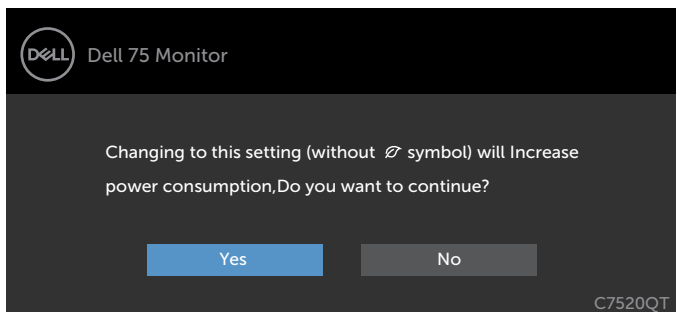 DELL Dell 75 Monitor
Changing to this setting (without symbol) will Increase
power consumption,Do you want to continue?
Yes No
C7520QT